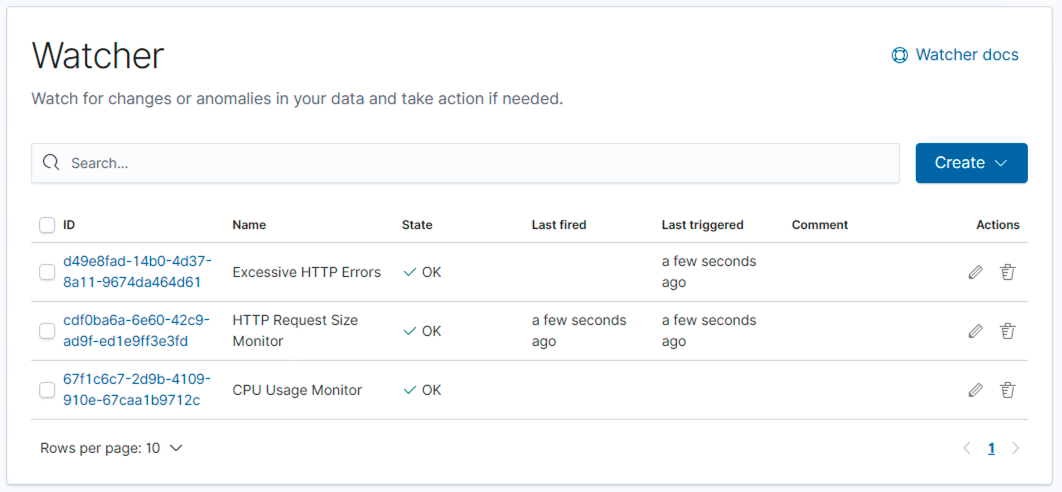 Watcher
Watcher docs
Watch for changes or anomalies in your data and take action if needed.
Search...
Create
ID Name State Last fired Last triggered Comment Actions
d49e8fad-14b0-4d37-
8a11-9674da464d61
Excessive HTTP Errors
OK
a few seconds
ago
cdf0ba6a-6e60-42c9-
ad9f-ed1e9ff3e3fd
HTTP Request Size
Monitor
OK
a few seconds
ago
a few seconds
ago
67f1c6c7-2d9b-4109-
910e-67caa1b9712c
CPU Usage Monitor
OK
Rows per page: 10
1